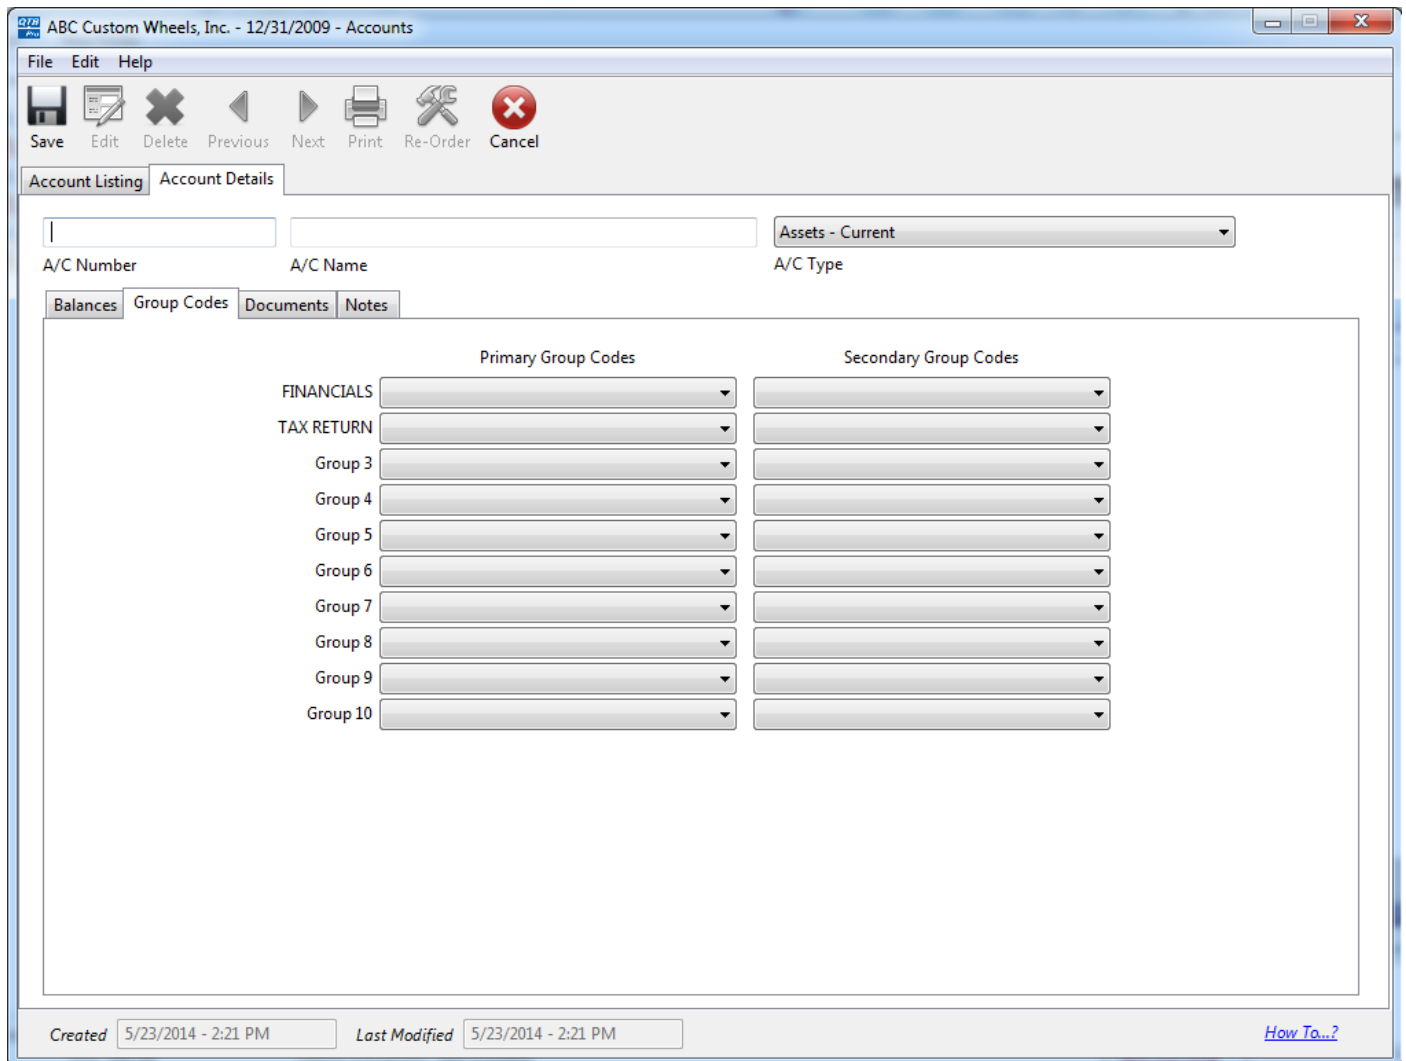 QTB Pro ABC Custom Wheels, Inc. - 12/31/2009 - Accounts
File Edit Help
Save Edit Delete Previous Next Print Re-Order Cancel
Account Listing Account Details
Assets - Current
A/C Number A/C Name A/C Type
Balances Group Codes Documents Notes
Primary Group Codes Secondary Group Codes
FINANCIALS
TAX RETURN
Group 3
Group 4
Group 5
Group 6
Group 7
Group 8
Group 9
Group 10
Created 5/23/2014 - 2:21 PM Last Modified 5/23/2014 - 2:21 PM How To...?